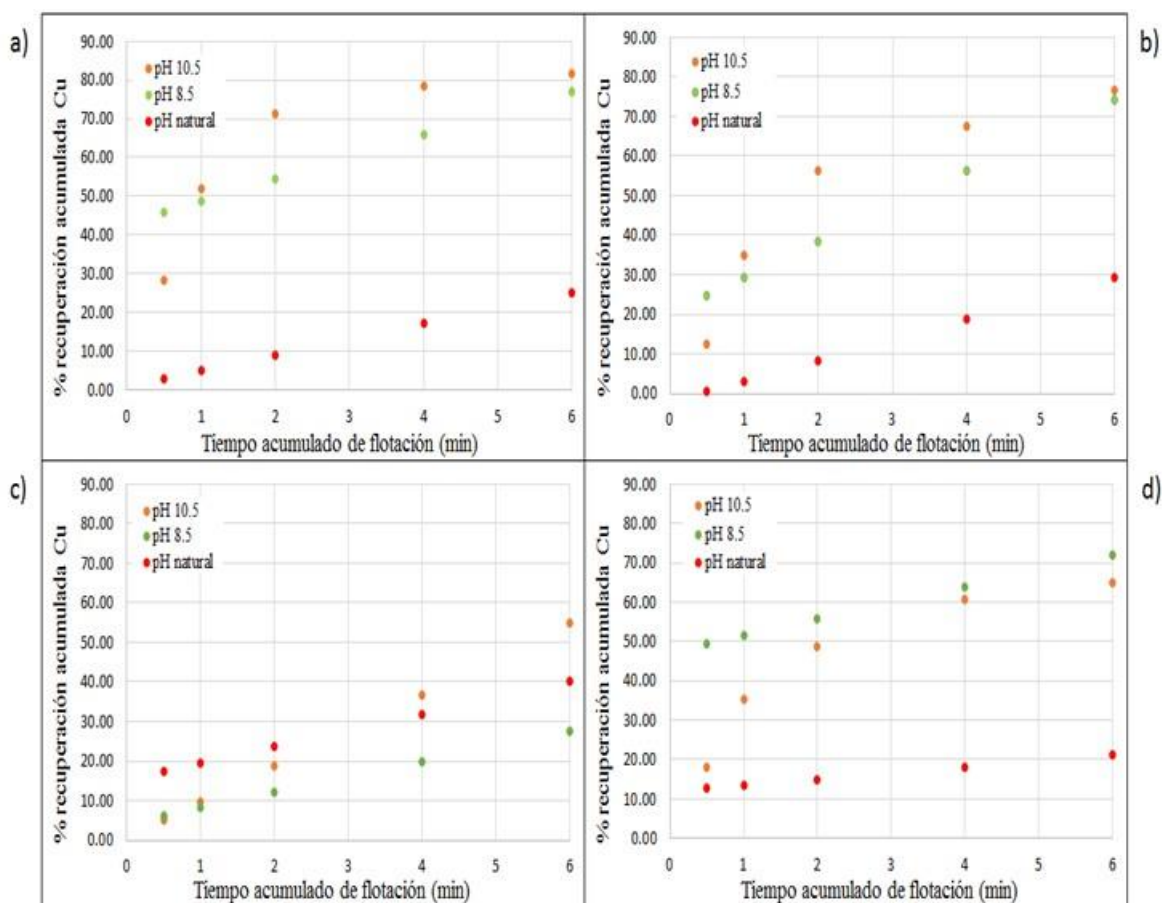 a)
90.00
80.00
70.00
60.00
50.00
40.00
30.00
20.00
10.00
0.00
% recuperación acumulada Cu
pH 10.5
pH 8.5
pH natural
0 1 2 3 4 5 6
Tiempo acumulado de flotación (min)
b)
90.00
80.00
70.00
60.00
50.00
40.00
30.00
20.00
10.00
0.00
% recuperación acumulada Cu
pH 10.5
pH 8.5
pH natural
0 1 2 3 4 5 6
Tiempo acumulado de flotación (min)
c)
90.00
80.00
70.00
60.00
50.00
40.00
30.00
20.00
10.00
0.00
% recuperación acumulada Cu
pH 10.5
pH 8.5
pH natural
0 1 2 3 4 5 6
Tiempo acumulado de flotación (min)
d)
90.00
80.00
70.00
60.00
50.00
40.00
30.00
20.00
10.00
0.00
% recuperación acumulada Cu
pH 10.5
pH 8.5
pH natural
0 1 2 3 4 5 6
Tiempo acumulado de flotación (min)